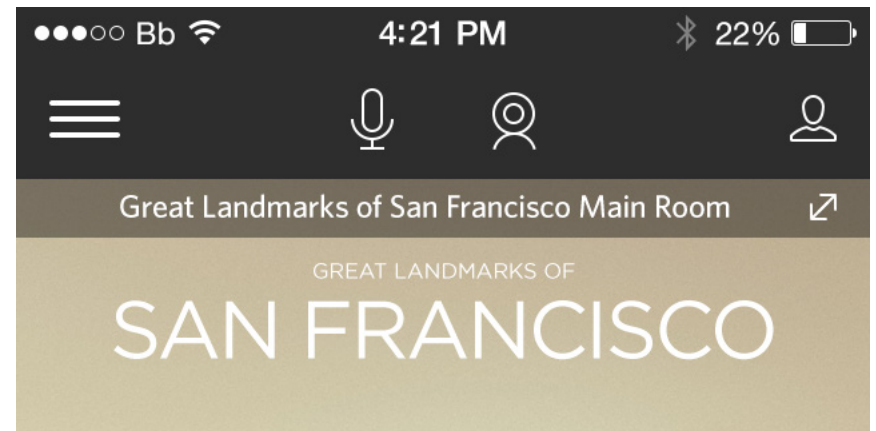 Bb 4:21 PM 22%
Great Landmarks of San Francisco Main Room
GREAT LANDMARKS OF
SAN FRANCISCO